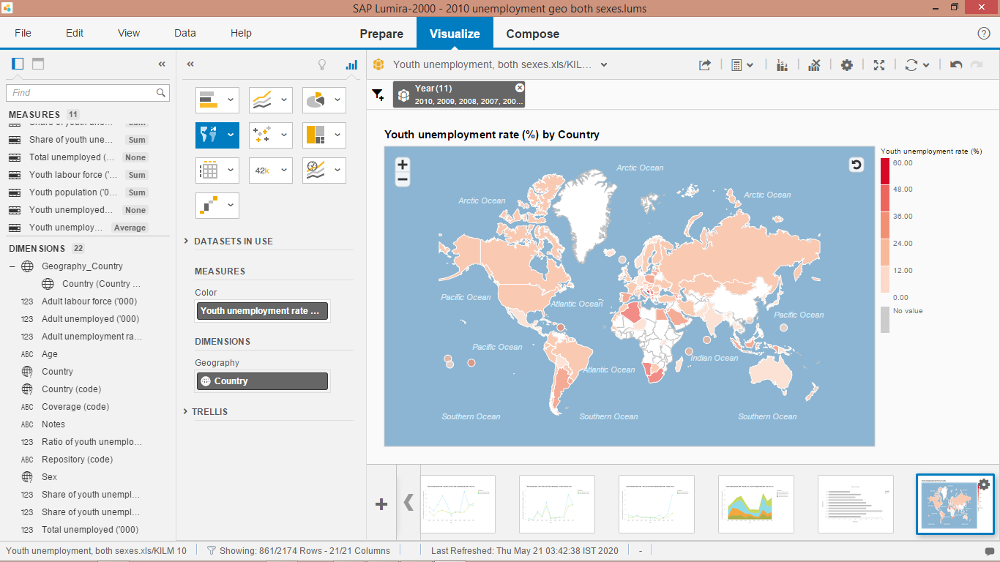 SAP Lumira-2000 - 2010 unemployment geo both sexes.lums
File Edit View Data Help
Prepare Visualize Compose
?
Youth unemployment, both sexes.xls/KIL...
Find
Year (11)
2010, 2009, 2008, 2007, 200...
MEASURES 11
Share of youth une... Sum
Total unemployed (... None
Youth labour force ('... Sum
Youth population ('0... Sum
Youth unemployed... None
Youth unemploy... Average
DIMENSIONS 22
Geography_Country
Country (Country ...
123 Adult labour force ('000)
123 Adult unemployed ('000)
123 Adult unemployment ra...
ABC Age
Country
Country (code)
ABC Coverage (code)
ABC Notes
123 Ratio of youth unemplo...
ABC Repository (code)
Sex
123 Share of youth unempl...
123 Share of youth unempl...
123 Total unemployed ('000)
42k
DATASETS IN USE
MEASURES
Color
Youth unemployment rate ...
DIMENSIONS
Geography
Country
TRELLIS
Youth unemployment rate (%) by Country
Arctic Ocean
Arctic Ocean
Arctic Ocean
Pacific Ocean
Atlantic Ocean
Pacific Ocean
Pacific Ocean
Indian Ocean
Atlantic Ocean
Southern Ocean
Southern Ocean
Southern Ocean
Youth unemployment rate (%)
60.00
48.00
36.00
24.00
12.00
0.00
No value
Youth unemployment, both sexes.xls/KILM 10
Showing: 861/2174 Rows - 21/21 Columns
Last Refreshed: Thu May 21 03:42:38 IST 2020
-